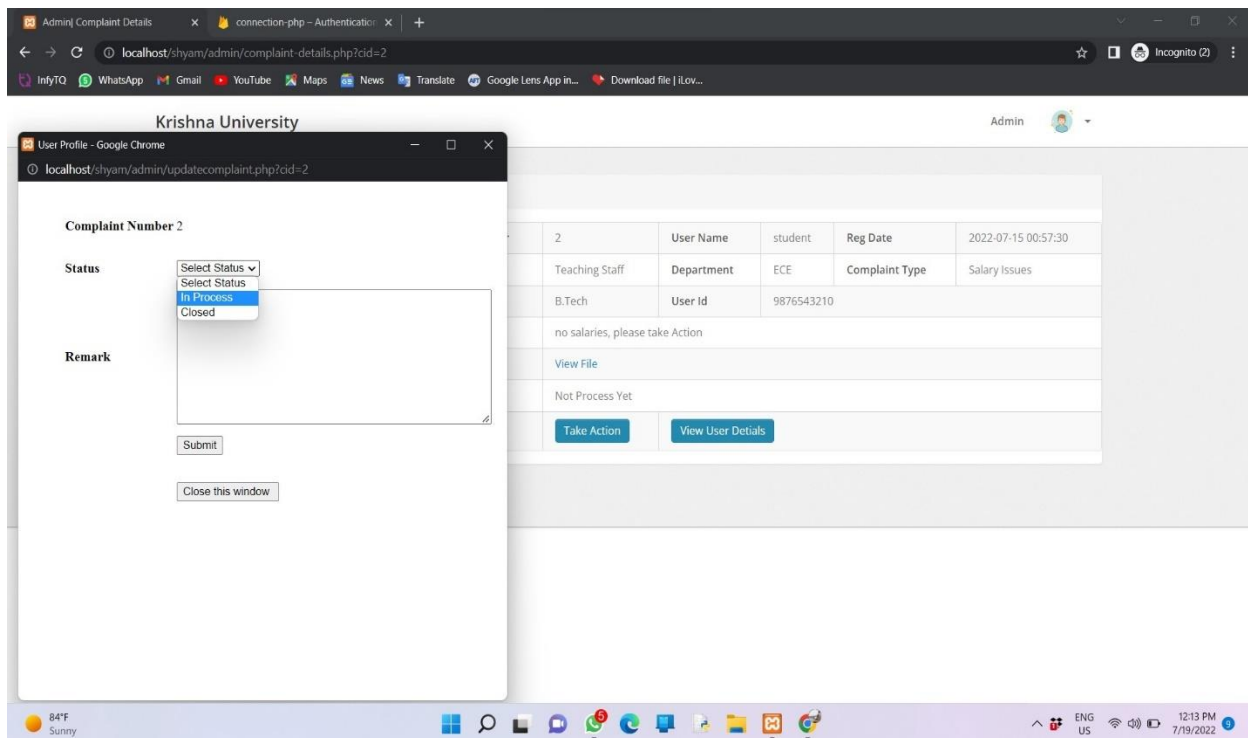 Admin| Complaint Details
connection-php – Authentication
localhost/shyam/admin/complaint-details.php?cid=2
Incognito (2)
InfyTQ WhatsApp Gmail YouTube Maps News Translate Google Lens App in... Download file | iLov...
Krishna University
Admin
User Profile - Google Chrome
localhost/shyam/admin/updatecomplaint.php?cid=2
Complaint Number 2
Status Select Status
Select Status
In Process
Closed
Remark
Submit
Close this window
2 User Name student Reg Date 2022-07-15 00:57:30
Teaching Staff Department ECE Complaint Type Salary Issues
B.Tech User Id 9876543210
no salaries, please take Action
View File
Not Process Yet
Take Action View User Detials
84°F
Sunny
5
ENG
US
12:13 PM
7/19/2022
9